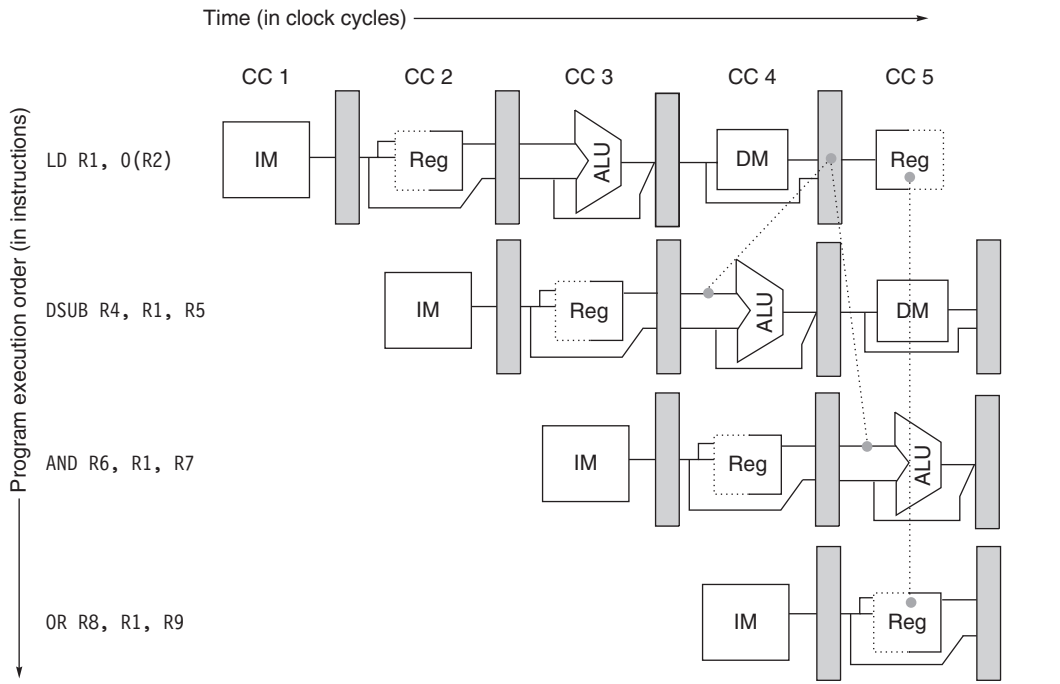 Time (in clock cycles)
CC 1 CC 2 CC 3 CC 4 CC 5
Program execution order (in instructions)
LD R1, 0(R2)
IM Reg ALU DM Reg
DSUB R4, R1, R5
IM Reg ALU DM
AND R6, R1, R7
IM Reg ALU
OR R8, R1, R9
IM Reg